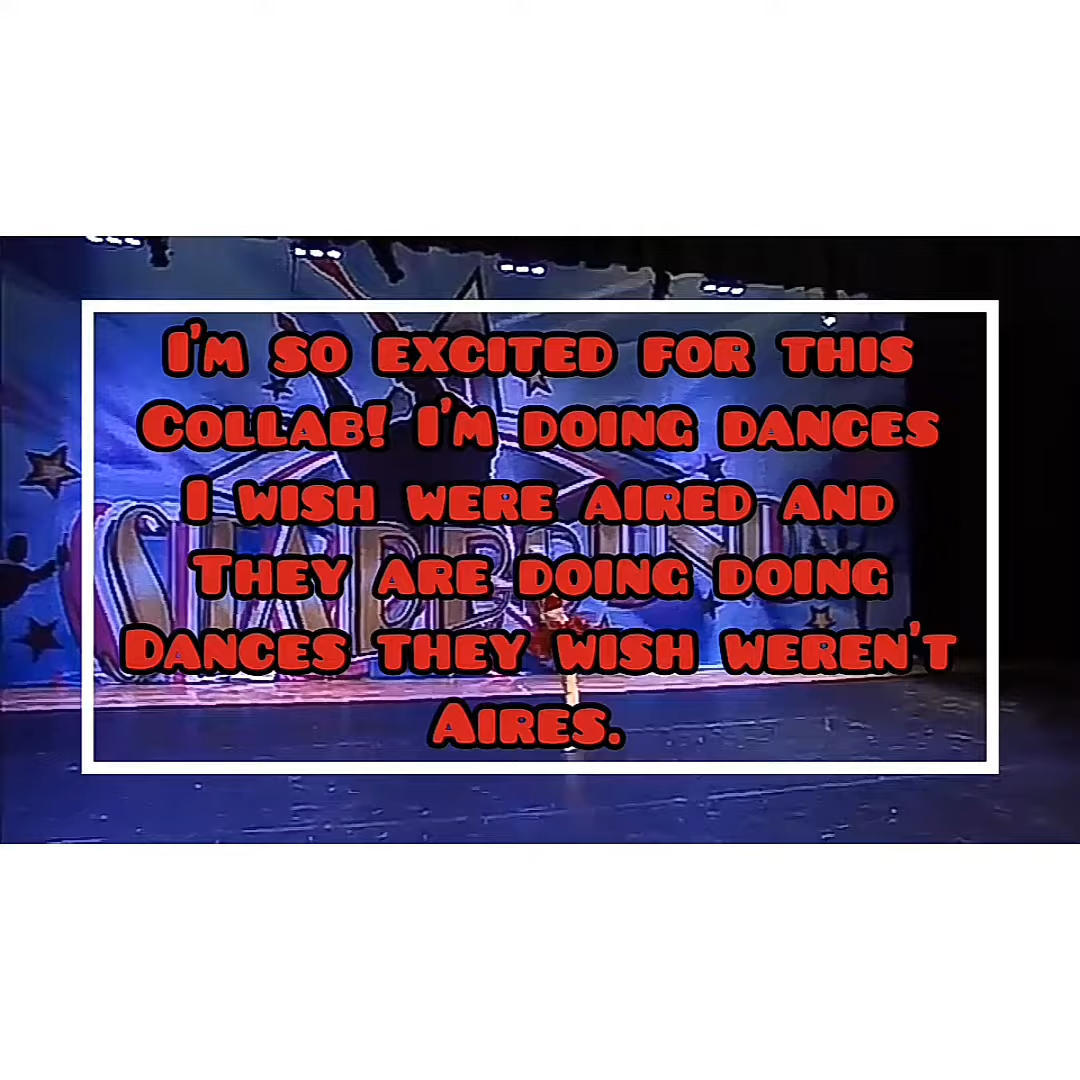 I'm so excited for this
Collab! I'm doing dances
I wish were aired and
They are doing doing
Dances they wish weren't
Aires.